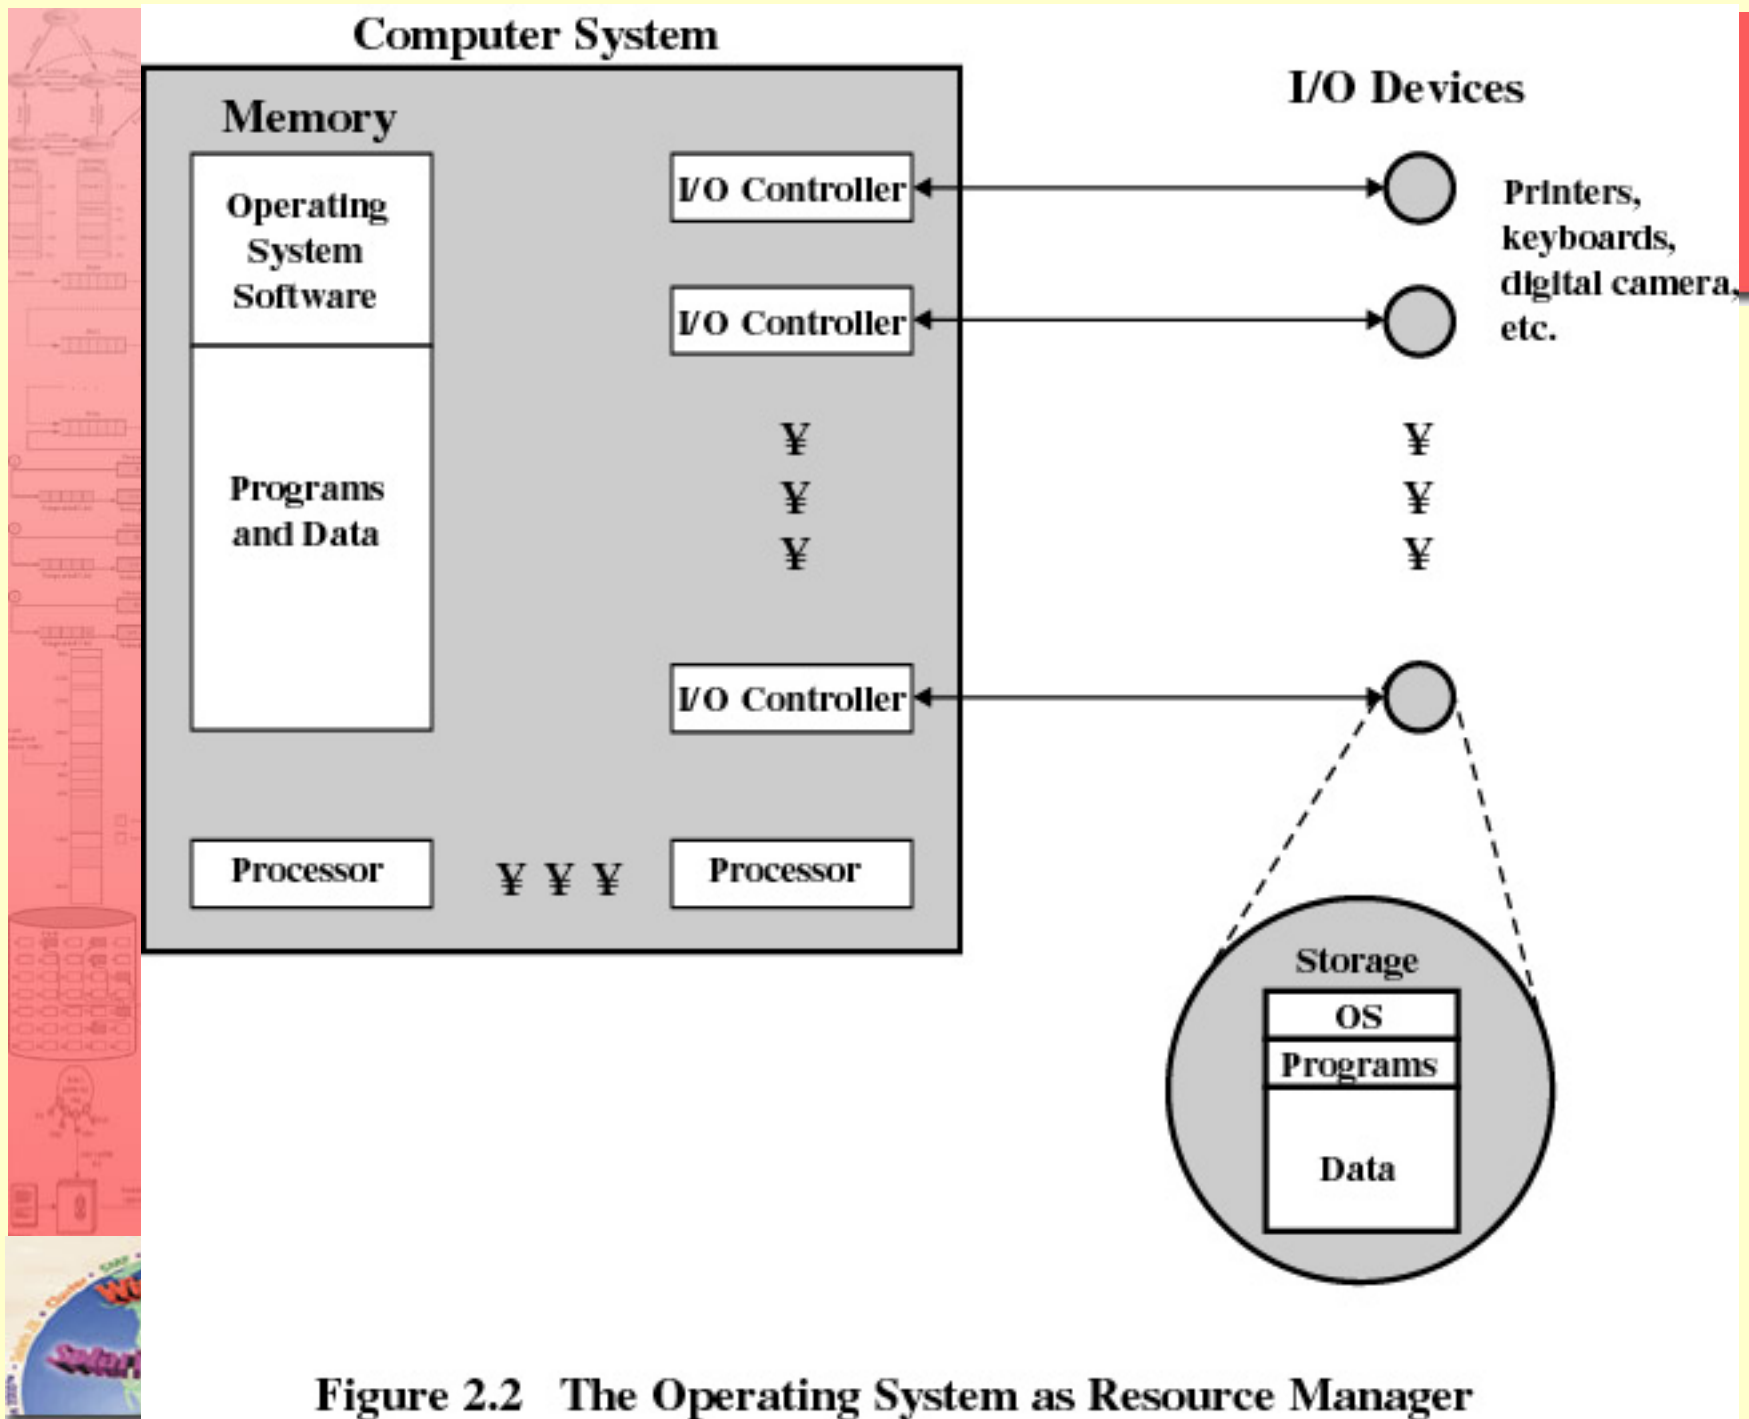 Computer System
I/O Devices
Memory
Operating
System
Software
Programs
and Data
I/O Controller
I/O Controller
¥
¥
¥
I/O Controller
Processor
¥ ¥ ¥
Processor
Printers,
keyboards,
digital camera,
etc.
¥
¥
¥
Storage
OS
Programs
Data
Figure 2.2 The Operating System as Resource Manager